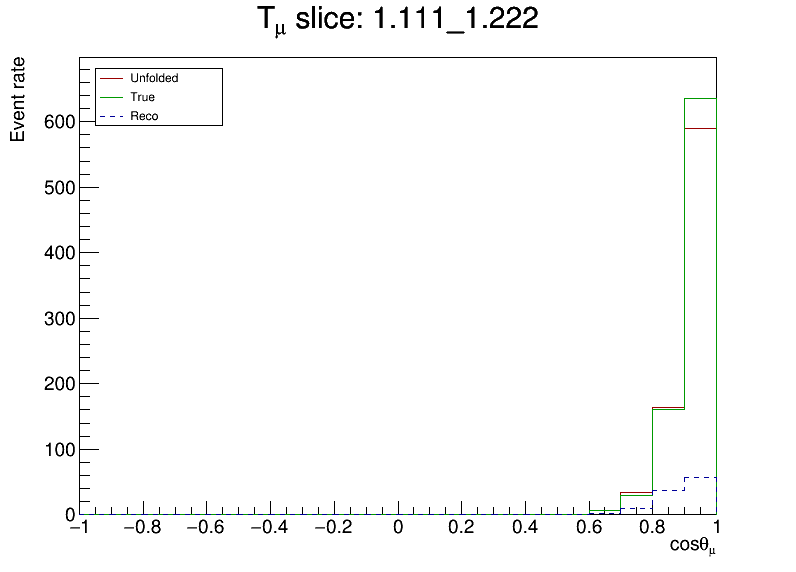 Tμ slice: 1.111_1.222
Event rate
Unfolded
True
Reco
600
500
400
300
200
100
0
−1 −0.8 −0.6 −0.4 −0.2 0 0.2 0.4 0.6 0.8 1
cosθμ